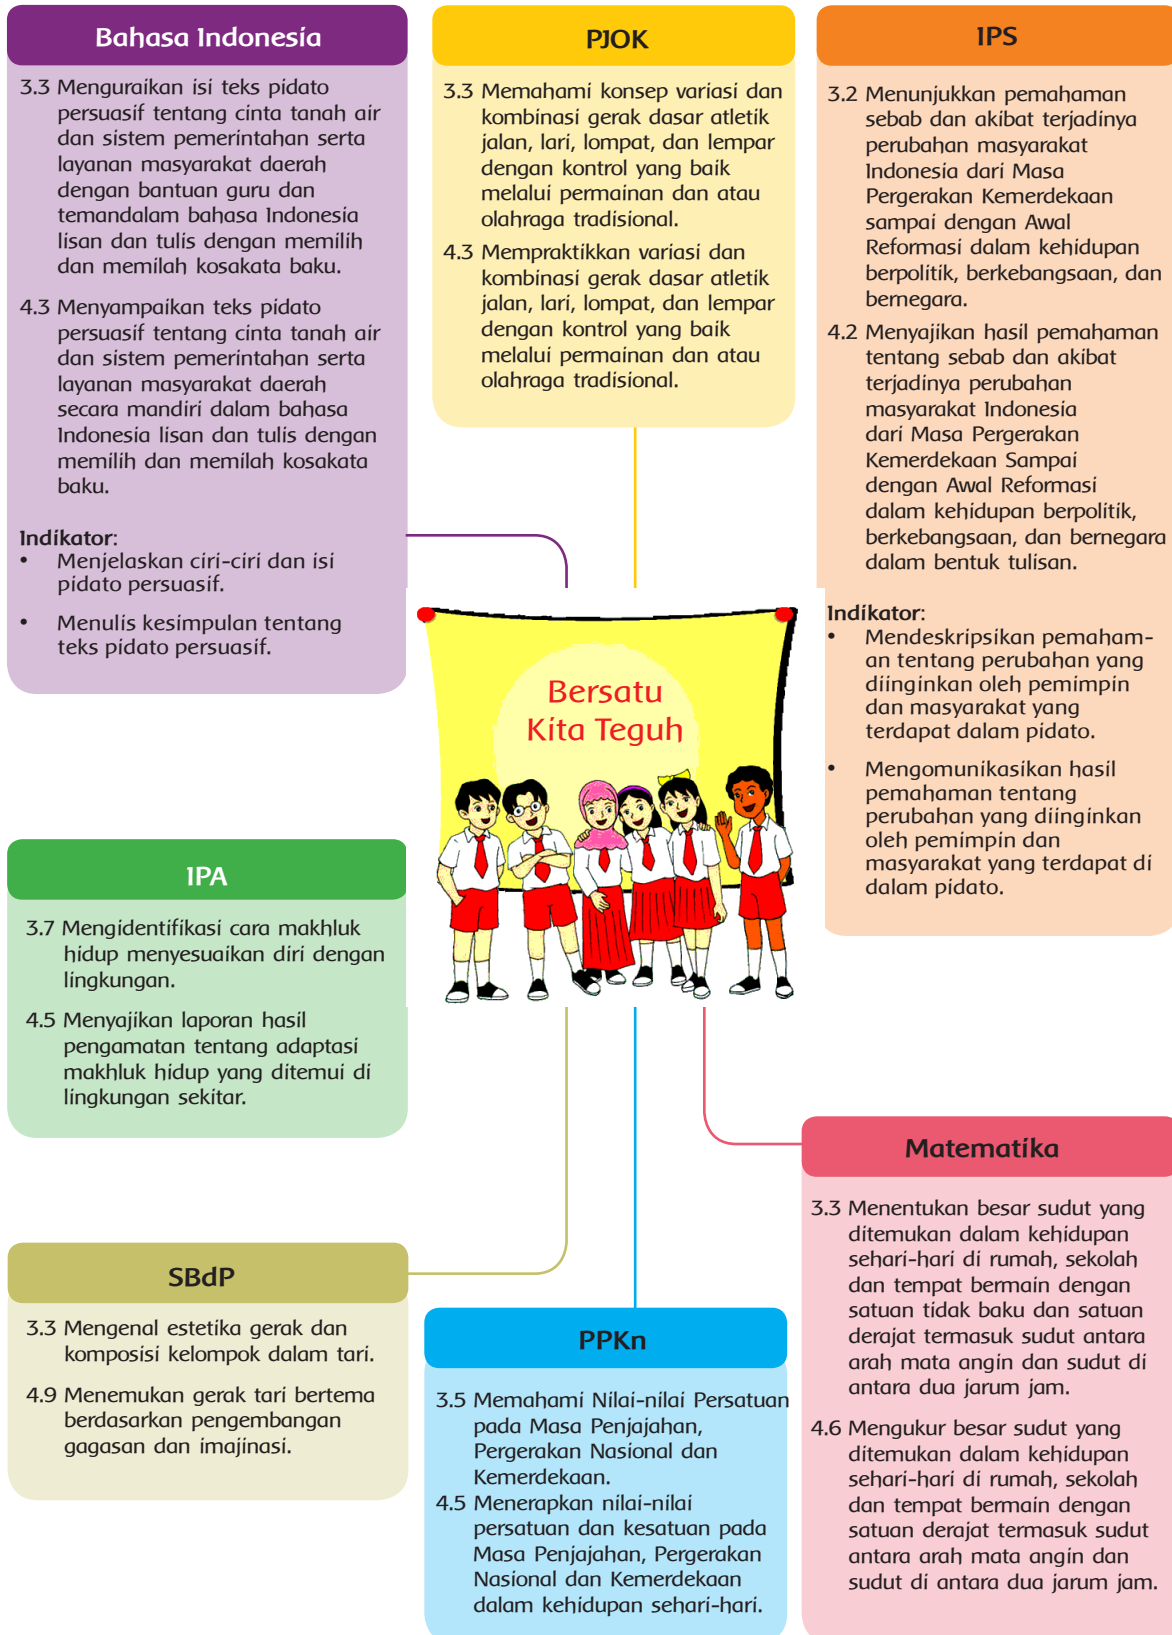 Bahasa Indonesia
3.3 Menguraikan isi teks pidato
persuasif tentang cinta tanah air
dan sistem pemerintahan serta
layanan masyarakat daerah
dengan bantuan guru dan
temandalam bahasa Indonesia
lisan dan tulis dengan memilih
dan memilah kosakata baku.
4.3 Menyampaikan teks pidato
persuasif tentang cinta tanah air
dan sistem pemerintahan serta
layanan masyarakat daerah
secara mandiri dalam bahasa
Indonesia lisan dan tulis dengan
memilih dan memilah kosakata
baku.
Indikator:
• Menjelaskan ciri-ciri dan isi
pidato persuasif.
• Menulis kesimpulan tentang
teks pidato persuasif.
PJOK
3.3 Memahami konsep variasi dan
kombinasi gerak dasar atletik
jalan, lari, lompat, dan lempar
dengan kontrol yang baik
melalui permainan dan atau
olahraga tradisional.
4.3 Mempraktikkan variasi dan
kombinasi gerak dasar atletik
jalan, lari, lompat, dan lempar
dengan kontrol yang baik
melalui permainan dan atau
olahraga tradisional.
IPS
3.2 Menunjukkan pemahaman
sebab dan akibat terjadinya
perubahan masyarakat
Indonesia dari Masa
Pergerakan Kemerdekaan
sampai dengan Awal
Reformasi dalam kehidupan
berpolitik, berkebangsaan, dan
bernegara.
4.2 Menyajikan hasil pemahaman
tentang sebab dan akibat
terjadinya perubahan
masyarakat Indonesia
dari Masa Pergerakan
Kemerdekaan Sampai
dengan Awal Reformasi
dalam kehidupan berpolitik,
berkebangsaan, dan bernegara
dalam bentuk tulisan.
Indikator:
• Mendeskripsikan pemaham-
an tentang perubahan yang
diinginkan oleh pemimpin
dan masyarakat yang
terdapat dalam pidato.
• Mengomunikasikan hasil
pemahaman tentang
perubahan yang diinginkan
oleh pemimpin dan
masyarakat yang terdapat di
dalam pidato.
Bersatu
Kita Teguh
IPA
3.7 Mengidentifikasi cara makhluk
hidup menyesuaikan diri dengan
lingkungan.
4.5 Menyajikan laporan hasil
pengamatan tentang adaptasi
makhluk hidup yang ditemui di
lingkungan sekitar.
SBdP
3.3 Mengenal estetika gerak dan
komposisi kelompok dalam tari.
4.9 Menemukan gerak tari bertema
berdasarkan pengembangan
gagasan dan imajinasi.
PPKn
3.5 Memahami Nilai-nilai Persatuan
pada Masa Penjajahan,
Pergerakan Nasional dan
Kemerdekaan.
4.5 Menerapkan nilai-nilai
persatuan dan kesatuan pada
Masa Penjajahan, Pergerakan
Nasional dan Kemerdekaan
dalam kehidupan sehari-hari.
Matematika
3.3 Menentukan besar sudut yang
ditemukan dalam kehidupan
sehari-hari di rumah, sekolah
dan tempat bermain dengan
satuan tidak baku dan satuan
derajat termasuk sudut antara
arah mata angin dan sudut di
antara dua jarum jam.
4.6 Mengukur besar sudut yang
ditemukan dalam kehidupan
sehari-hari di rumah, sekolah
dan tempat bermain dengan
satuan derajat termasuk sudut
antara arah mata angin dan
sudut di antara dua jarum jam.